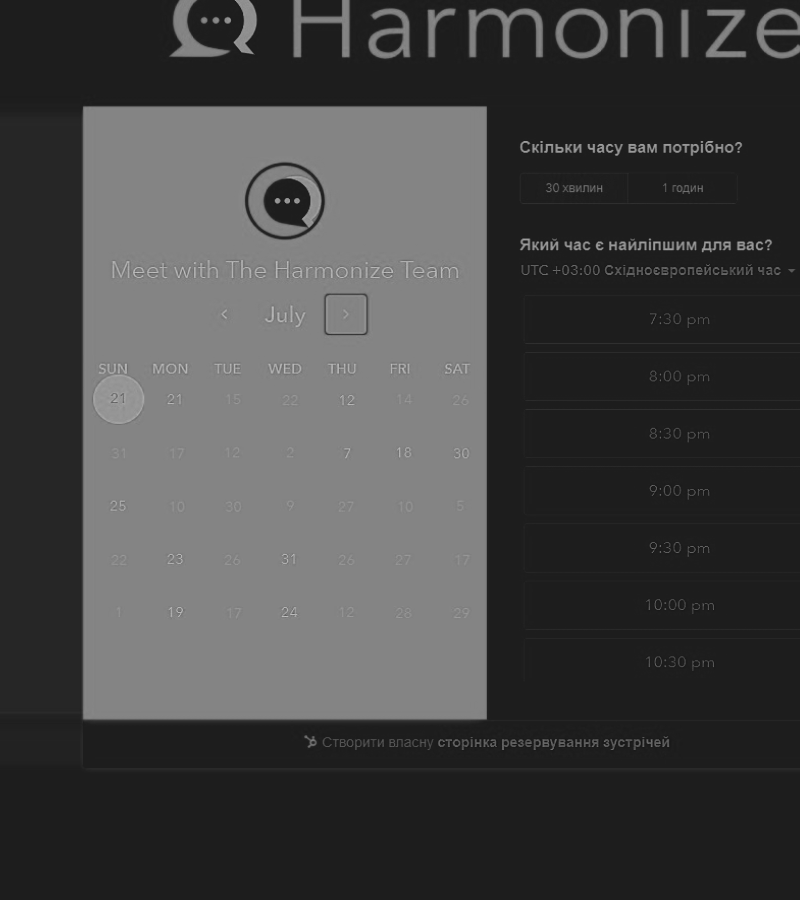 Harmonize
Meet with The Harmonize Team
July
SUN MON TUE WED THU FRI SAT
21 21 15 22 12 14 26
31 17 12 2 7 18 30
25 10 30 9 27 10 5
22 23 26 31 26 27 17
1 19 17 24 12 28 29
Скільки часу вам потрібно?
30 хвилин 1 годин
Який час є найліпшим для вас?
UTC +03:00 Східноєвропейський час
7:30 pm
8:00 pm
8:30 pm
9:00 pm
9:30 pm
10:00 pm
10:30 pm
Створити власну сторінка резервування зустрічей